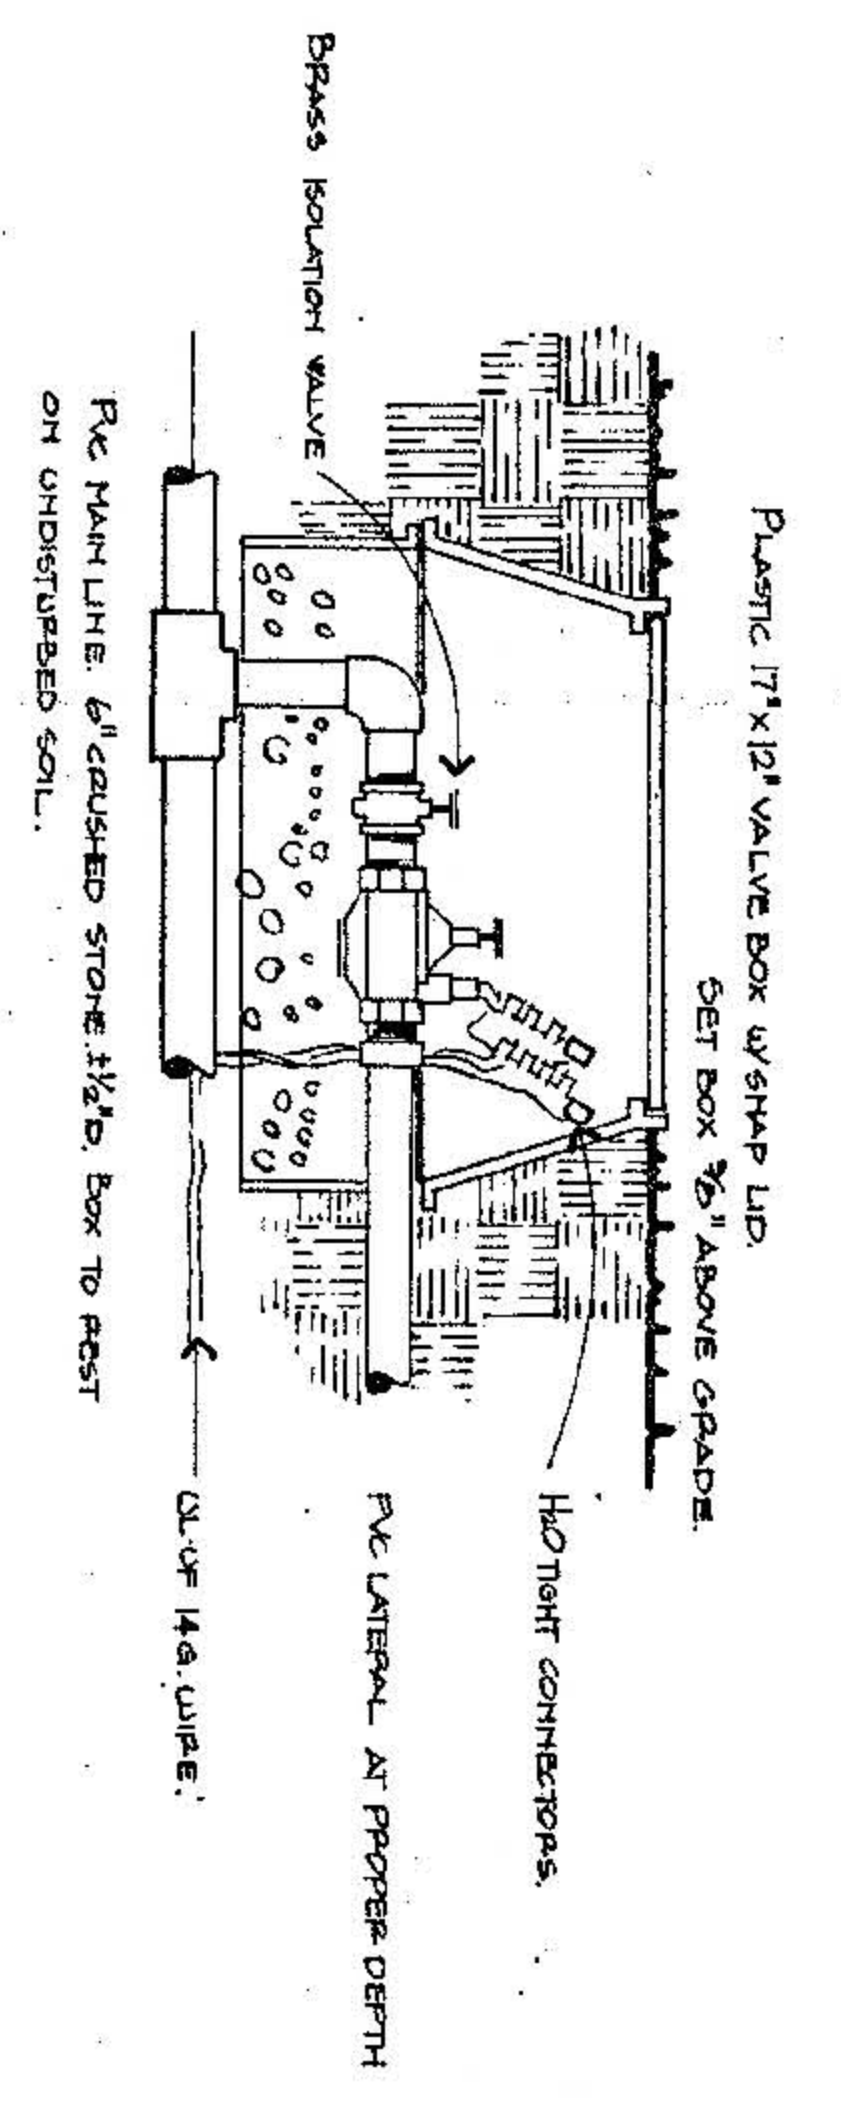 PLASTIC 17" x 12" VALVE BOX W/ SNAP LID.
SET BOX 3/8" ABOVE GRADE.
BRASS ISOLATION VALVE
H2O TIGHT CONNECTORS.
PVC LATERAL AT PROPER DEPTH
UL-UF 14 G. WIRE.
PVC MAIN LINE. 6" CRUSHED STONE. ±1/2" D. BOX TO REST
ON UNDISTURBED SOIL.